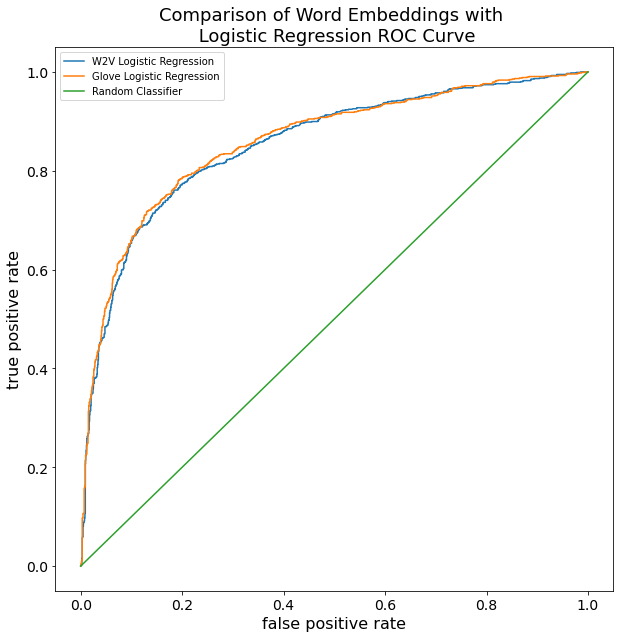 Comparison of Word Embeddings with
Logistic Regression ROC Curve
W2V Logistic Regression
Glove Logistic Regression
Random Classifier
true positive rate
1.0
0.8
0.6
0.4
0.2
0.0
0.0 0.2 0.4 0.6 0.8 1.0
false positive rate